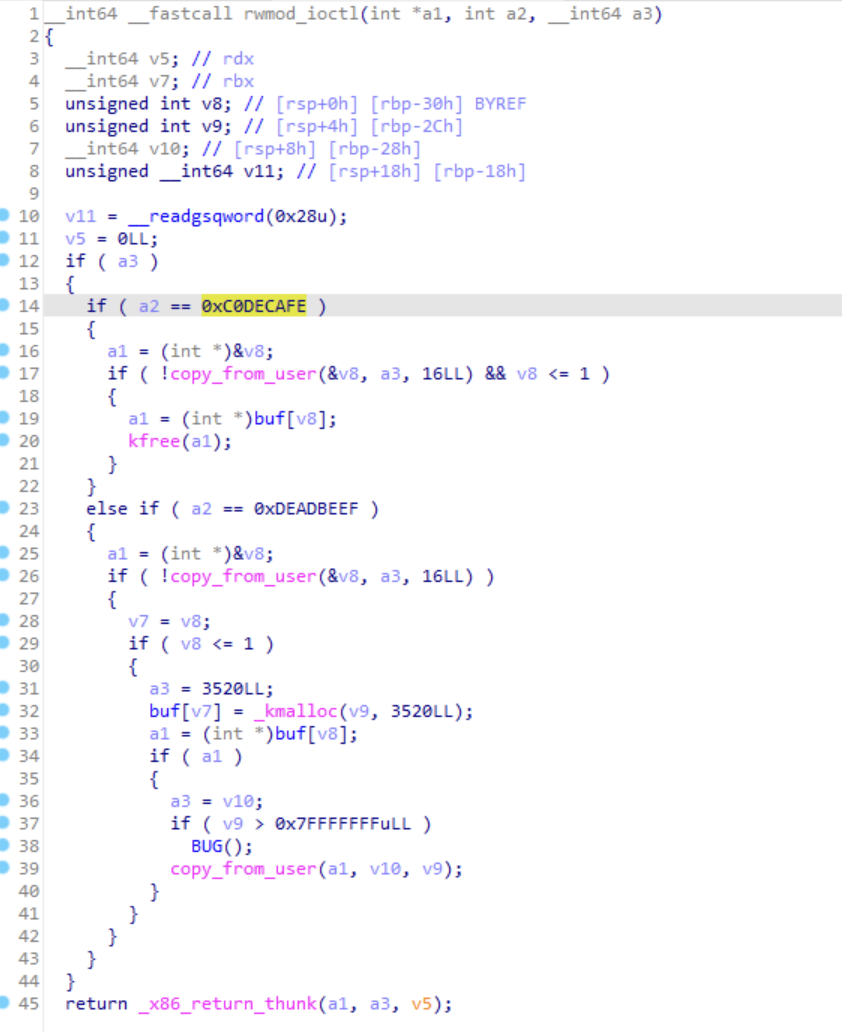 1 __int64 __fastcall rwmod_ioctl(int *a1, int a2, __int64 a3)
2 {
3   __int64 v5; // rdx
4   __int64 v7; // rbx
5   unsigned int v8; // [rsp+0h] [rbp-30h] BYREF
6   unsigned int v9; // [rsp+4h] [rbp-2Ch]
7   __int64 v10; // [rsp+8h] [rbp-28h]
8   unsigned __int64 v11; // [rsp+18h] [rbp-18h]
9
10   v11 = __readgsqword(0x28u);
11   v5 = 0LL;
12   if ( a3 )
13   {
14     if ( a2 == 0xC0DECAFE )
15     {
16       a1 = (int *)&v8;
17       if ( !copy_from_user(&v8, a3, 16LL) && v8 <= 1 )
18       {
19         a1 = (int *)buf[v8];
20         kfree(a1);
21       }
22     }
23     else if ( a2 == 0xDEADBEEF )
24     {
25       a1 = (int *)&v8;
26       if ( !copy_from_user(&v8, a3, 16LL) )
27       {
28         v7 = v8;
29         if ( v8 <= 1 )
30         {
31           a3 = 3520LL;
32           buf[v7] = _kmalloc(v9, 3520LL);
33           a1 = (int *)buf[v8];
34           if ( a1 )
35           {
36             a3 = v10;
37             if ( v9 > 0x7FFFFFFFuLL )
38               BUG();
39             copy_from_user(a1, v10, v9);
40           }
41         }
42       }
43     }
44   }
45   return _x86_return_thunk(a1, a3, v5);